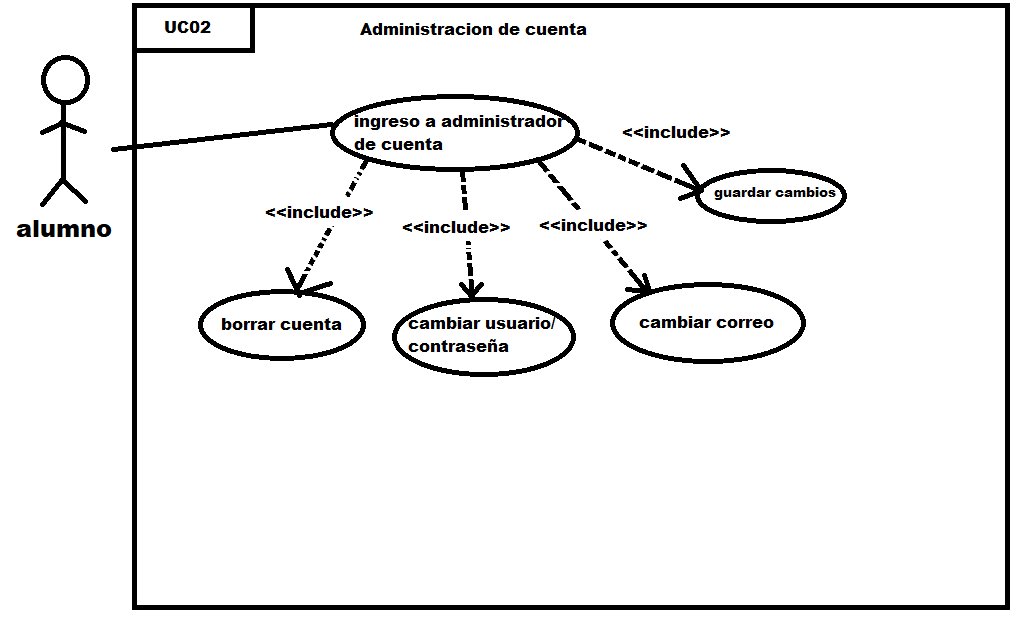 UC02
Administracion de cuenta
ingreso a administrador
de cuenta
<<include>>
guardar cambios
<<include>>
<<include>>
<<include>>
alumno
borrar cuenta
cambiar usuario/
contraseña
cambiar correo